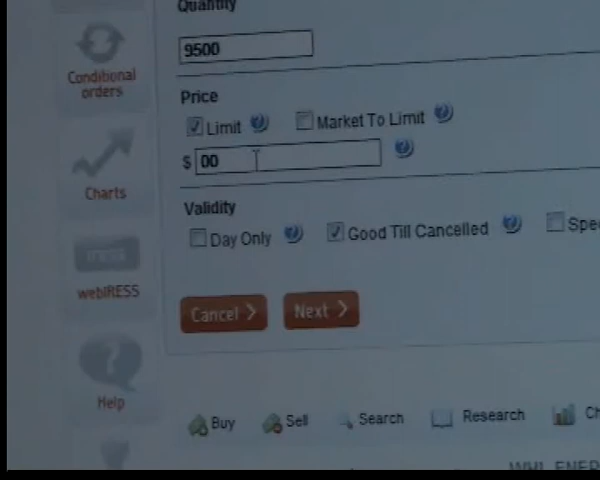 Quantity
9500
Conditional
orders
Price
Limit
Market To Limit
$ 00
Charts
Validity
Day Only
Good Till Cancelled
webIRESS
Cancel
Next
Help
Buy
Sell
Search
Research